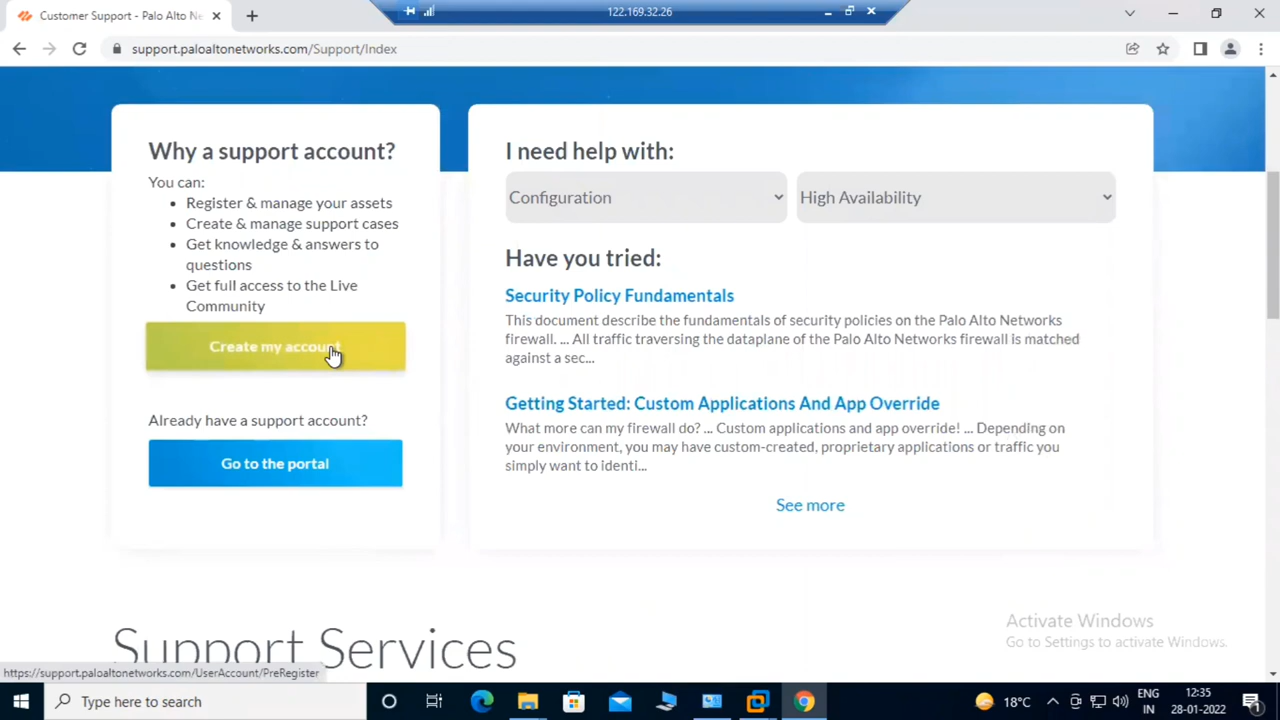 Customer Support - Palo Alto Ne
122.169.32.26
support.paloaltonetworks.com/Support/Index
Why a support account?
You can:
• Register & manage your assets
• Create & manage support cases
• Get knowledge & answers to
questions
• Get full access to the Live
Community
Create my account
Already have a support account?
Go to the portal
I need help with:
Configuration
High Availability
Have you tried:
Security Policy Fundamentals
This document describe the fundamentals of security policies on the Palo Alto Networks
firewall. ... All traffic traversing the dataplane of the Palo Alto Networks firewall is matched
against a sec...
Getting Started: Custom Applications And App Override
What more can my firewall do? ... Custom applications and app override! ... Depending on
your environment, you may have custom-created, proprietary applications or traffic you
simply want to identi...
See more
Support Services
Activate Windows
Go to Settings to activate Windows.
https://support.paloaltonetworks.com/UserAccount/PreRegister
Type here to search
18°C
ENG
IN
12:35
28-01-2022
1